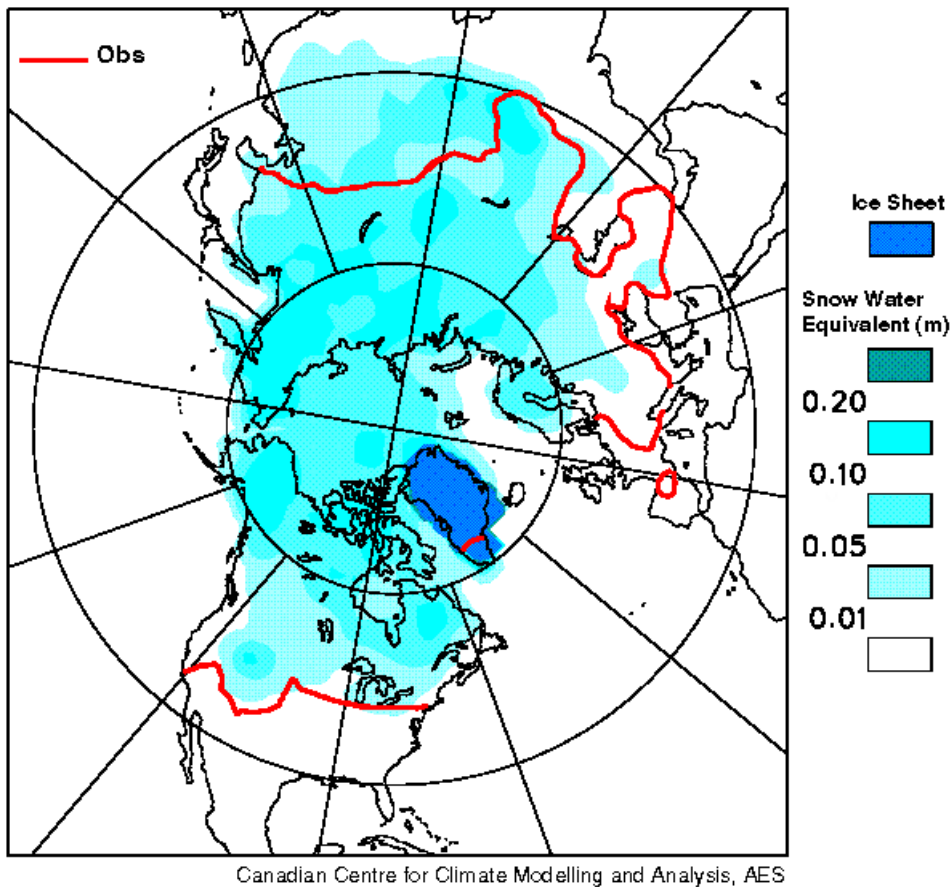 Obs
Ice Sheet
Snow Water
Equivalent (m)
0.20
0.10
0.05
0.01
Canadian Centre for Climate Modelling and Analysis, AES